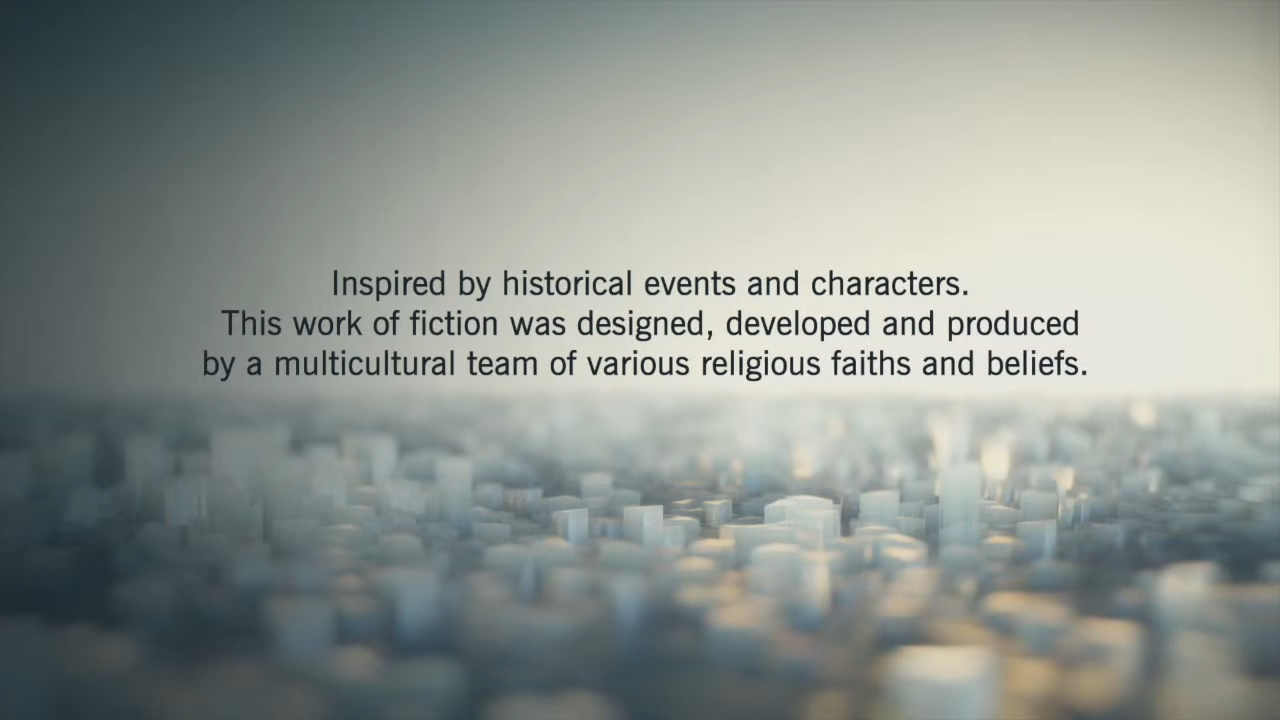 Inspired by historical events and characters.
This work of fiction was designed, developed and produced
by a multicultural team of various religious faiths and beliefs.